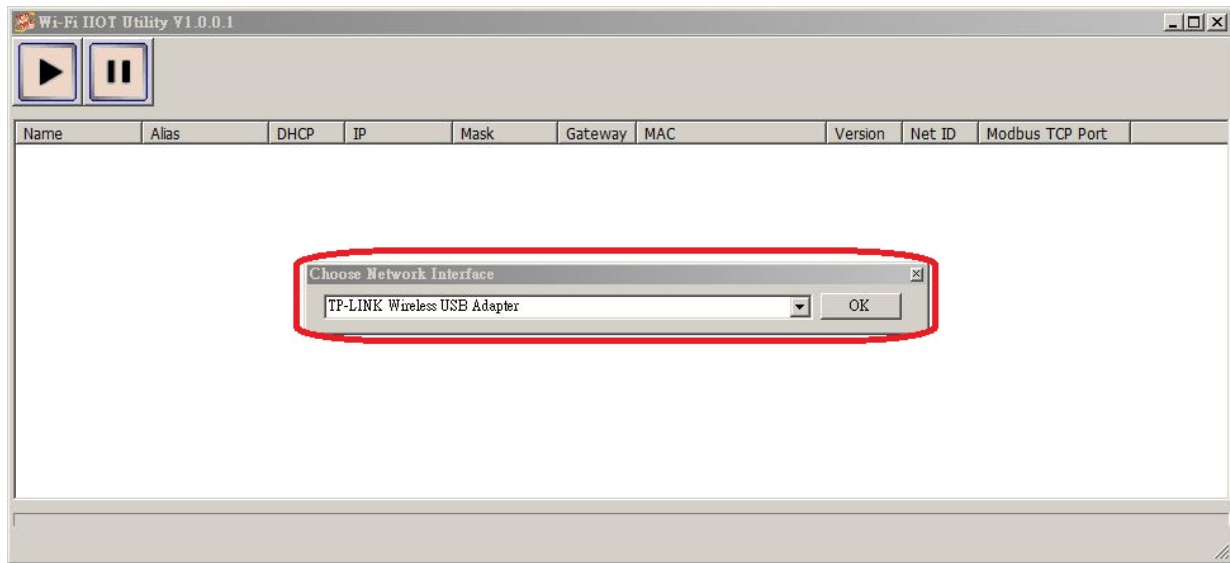 Wi-Fi IIOT Utility V1.0.0.1
Name Alias DHCP IP Mask Gateway MAC Version Net ID Modbus TCP Port
Choose Network Interface
TP-LINK Wireless USB Adapter OK